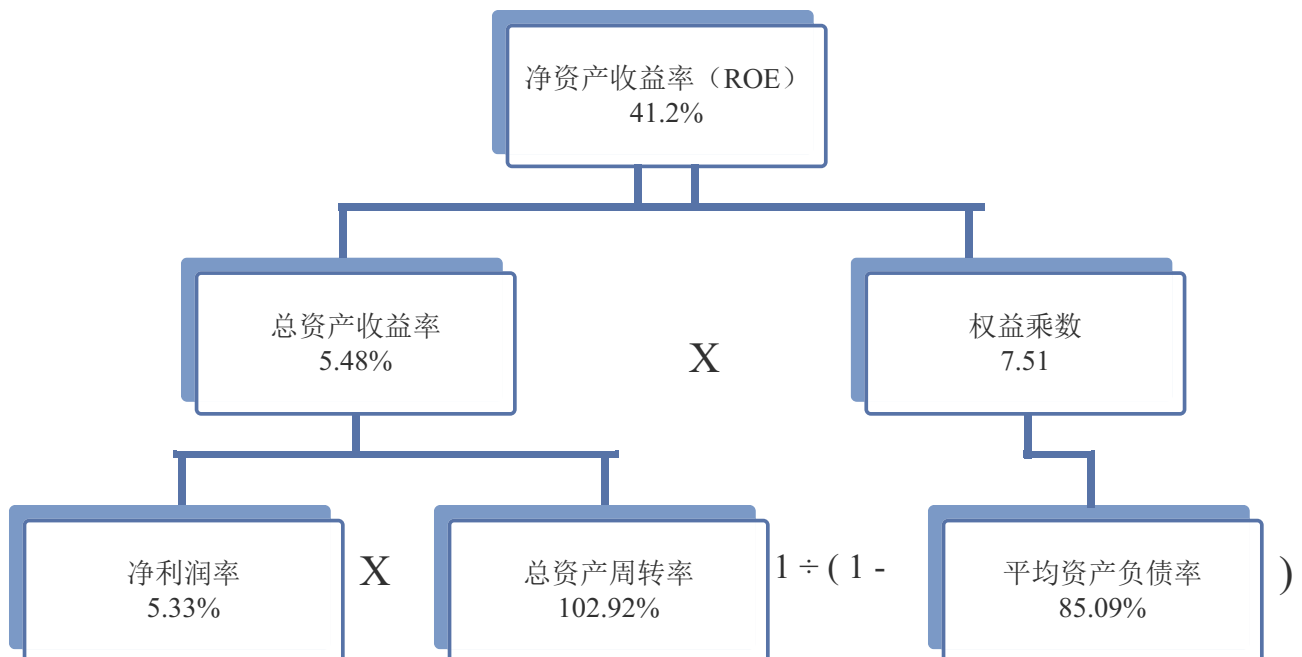 净资产收益率（ROE）
41.2%
总资产收益率
5.48%
X
权益乘数
7.51
净利润率
5.33%
X
总资产周转率
102.92%
1 ÷ ( 1 -
平均资产负债率
85.09%
)